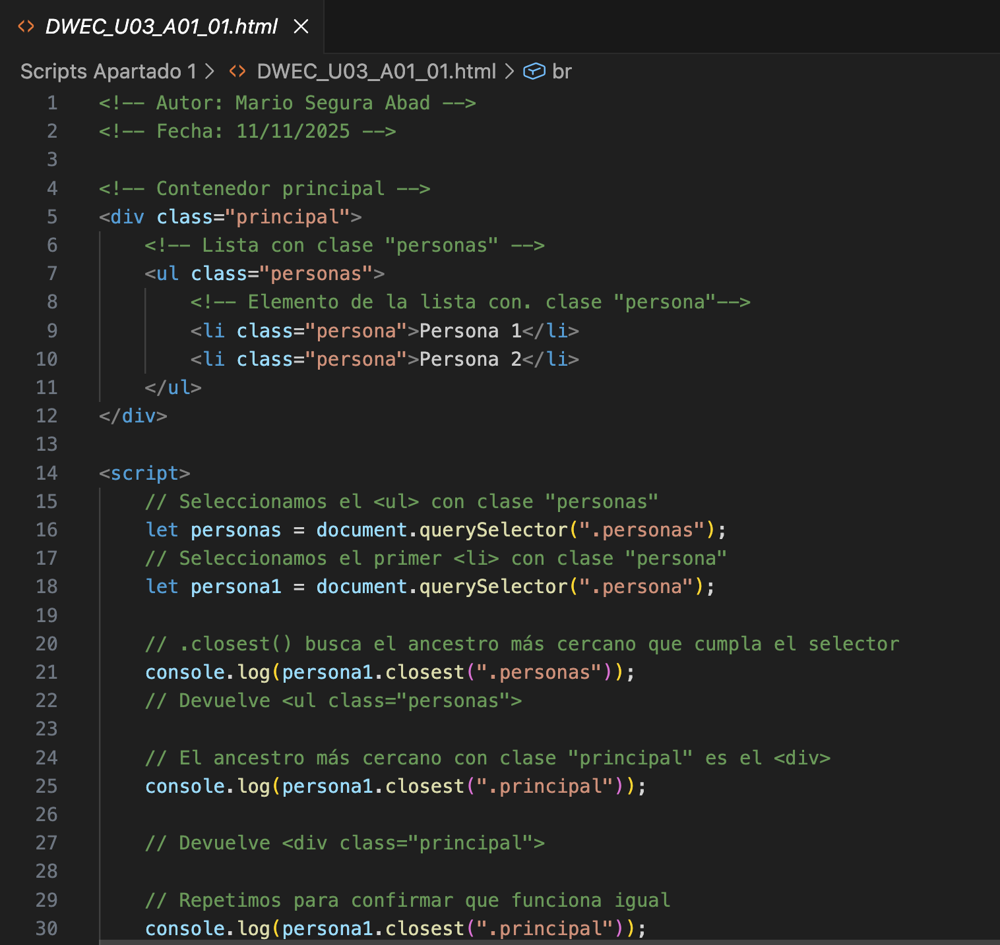 DWEC_U03_A01_01.html
Scripts Apartado 1 > DWEC_U03_A01_01.html > br
1 <!-- Autor: Mario Segura Abad -->
2 <!-- Fecha: 11/11/2025 -->
3
4 <!-- Contenedor principal -->
5 <div class="principal">
6     <!-- Lista con clase "personas" -->
7     <ul class="personas">
8         <!-- Elemento de la lista con. clase "persona"-->
9         <li class="persona">Persona 1</li>
10         <li class="persona">Persona 2</li>
11     </ul>
12 </div>
13
14 <script>
15     // Seleccionamos el <ul> con clase "personas"
16     let personas = document.querySelector(".personas");
17     // Seleccionamos el primer <li> con clase "persona"
18     let persona1 = document.querySelector(".persona");
19
20     // .closest() busca el ancestro más cercano que cumpla el selector
21     console.log(persona1.closest(".personas"));
22     // Devuelve <ul class="personas">
23
24     // El ancestro más cercano con clase "principal" es el <div>
25     console.log(persona1.closest(".principal"));
26
27     // Devuelve <div class="principal">
28
29     // Repetimos para confirmar que funciona igual
30     console.log(persona1.closest(".principal"));